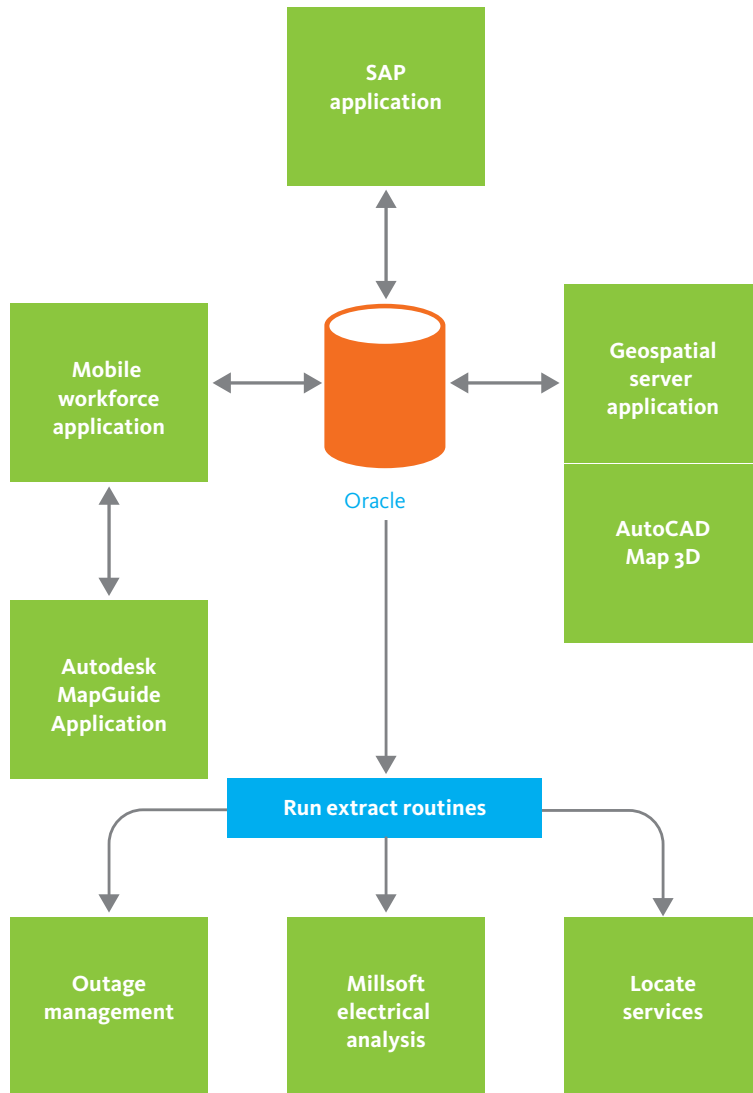 SAP
application
Mobile
workforce
application
Geospatial
server
application
Oracle
AutoCAD
Map 3D
Autodesk
MapGuide
Application
Run extract routines
Outage
management
Millsoft
electrical
analysis
Locate
services